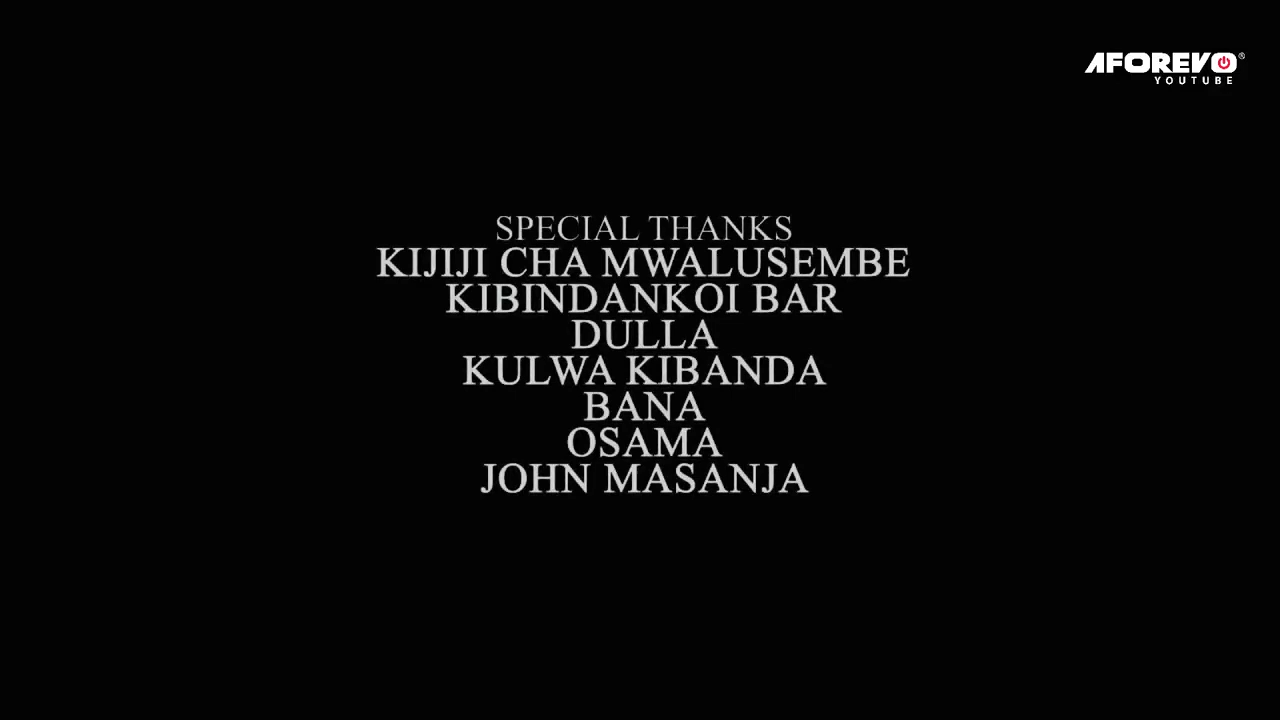 AFOREVO®
YOUTUBE
SPECIAL THANKS
KIJIJI CHA MWALUSEMBE
KIBINDANKOI BAR
DULLA
KULWA KIBANDA
BANA
OSAMA
JOHN MASANJA